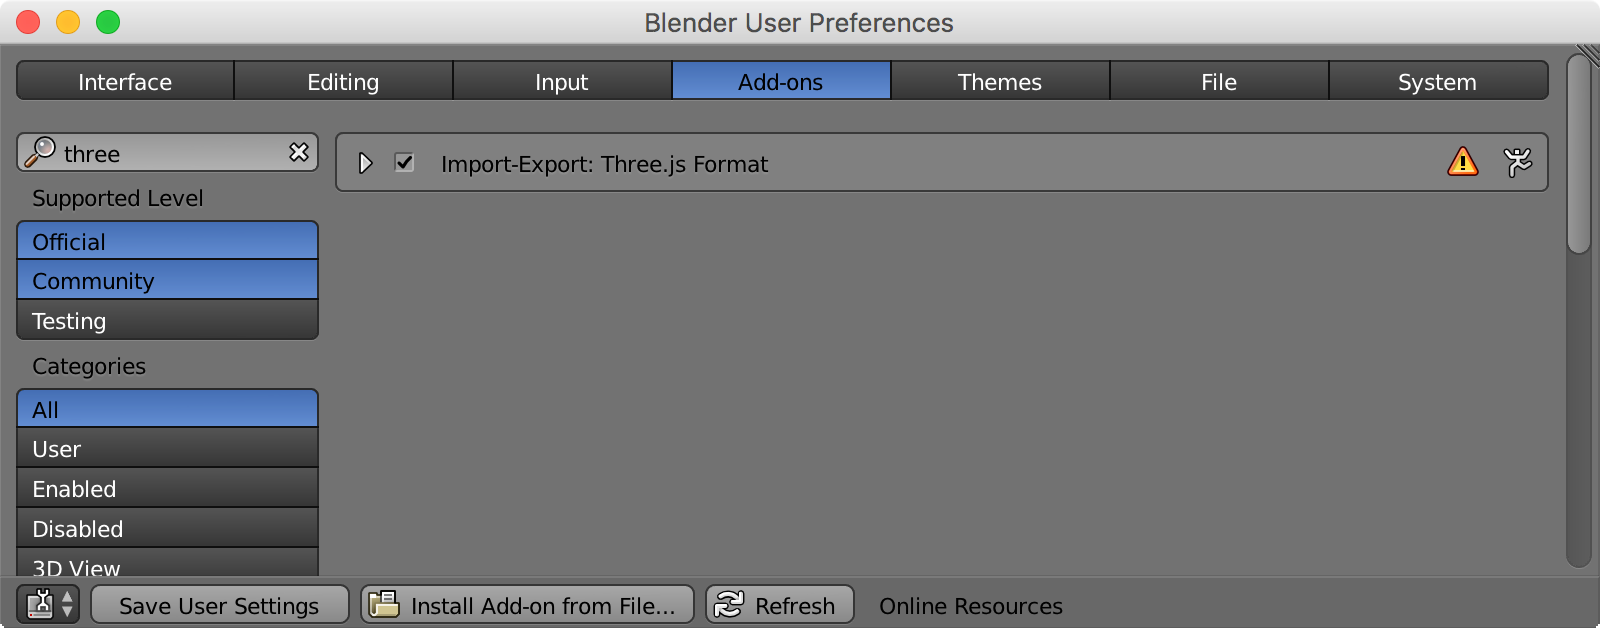 Blender User Preferences
Interface Editing Input Add-ons Themes File System
three
Import-Export: Three.js Format
Supported Level
Official
Community
Testing
Categories
All
User
Enabled
Disabled
3D View
Save User Settings Install Add-on from File... Refresh Online Resources